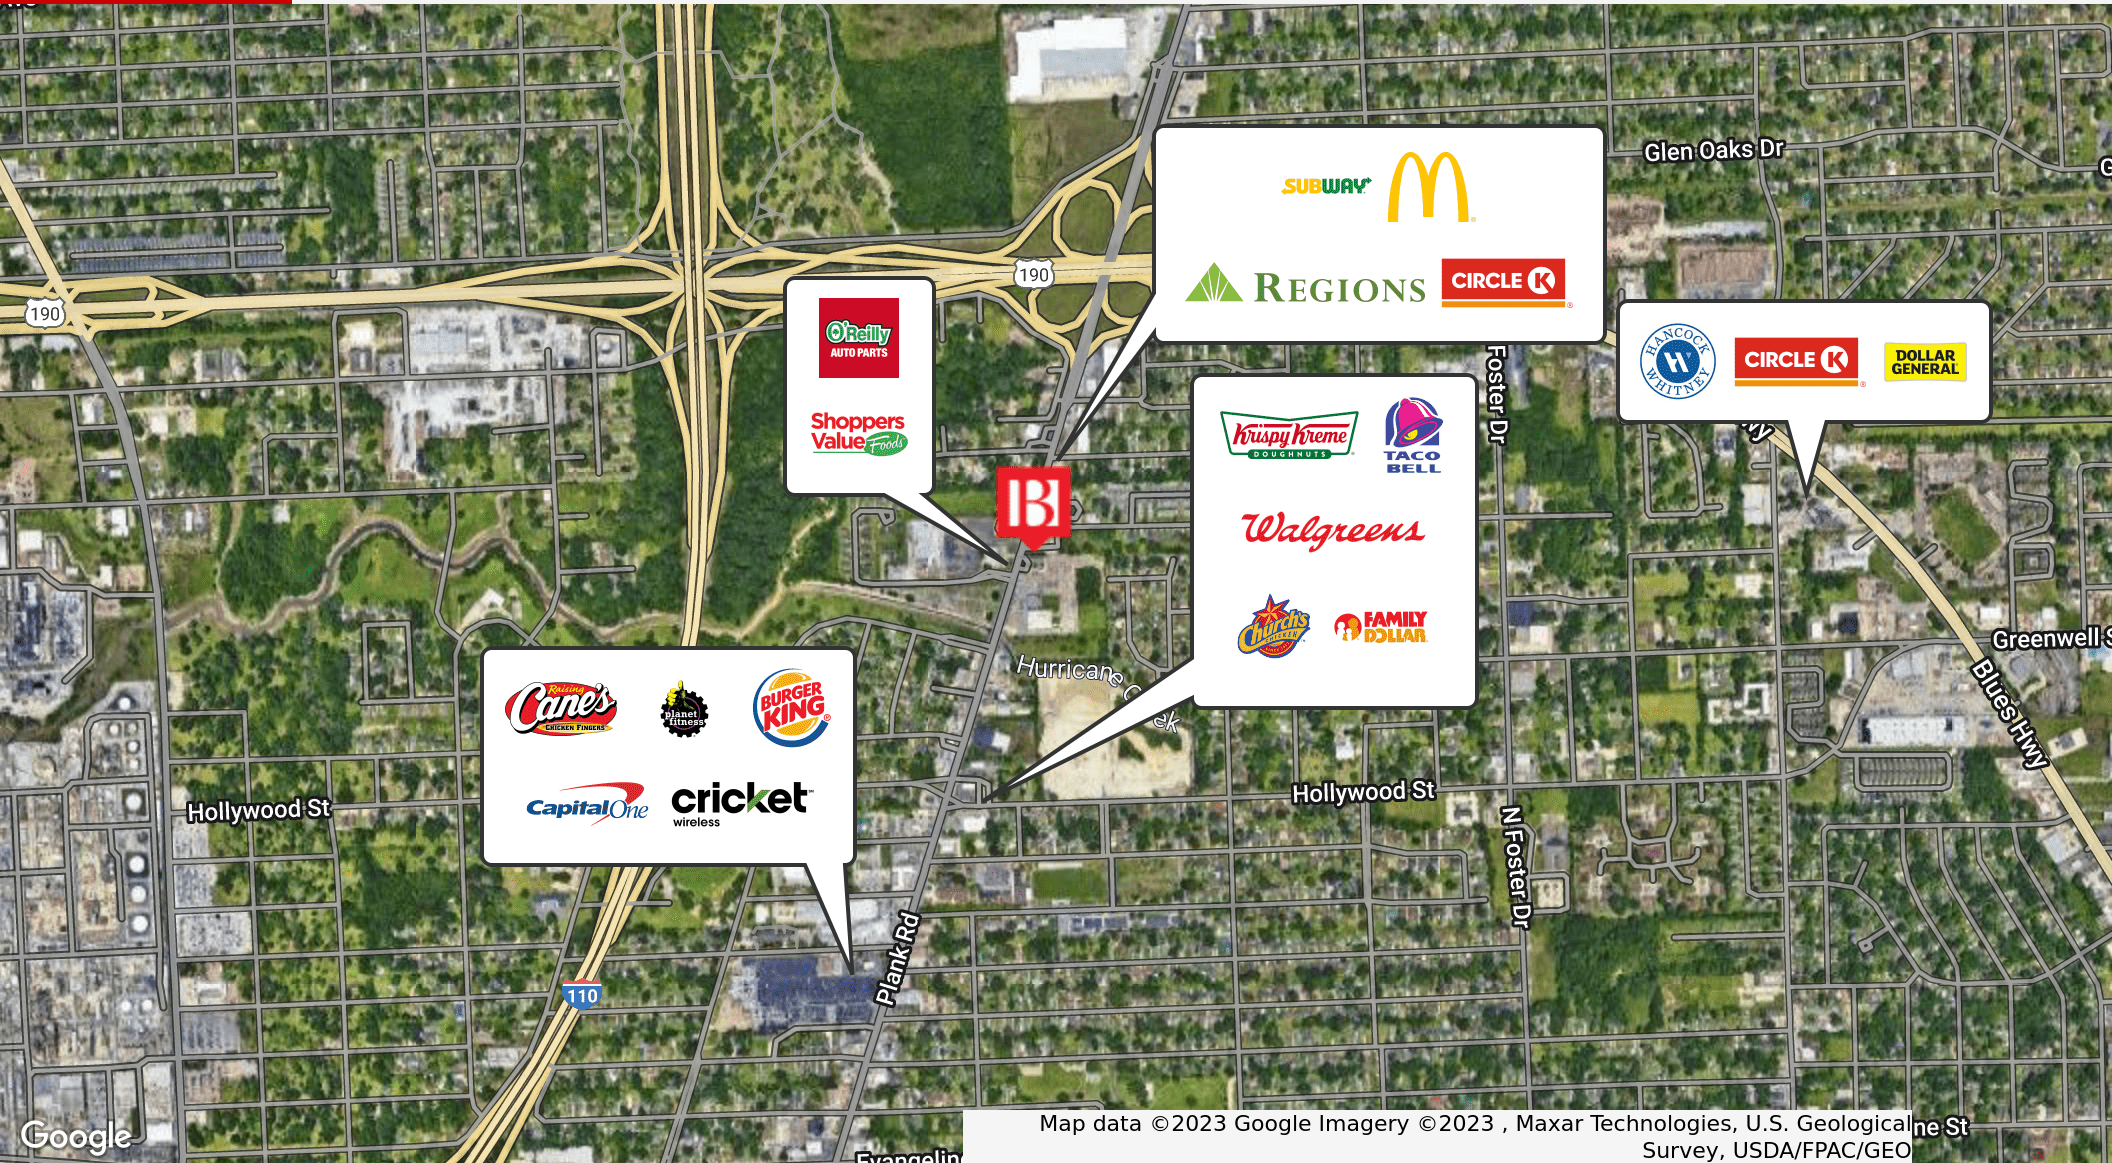 Glen Oaks Dr
SUBWAY
REGIONS
CIRCLE K
190
190
O'Reilly
AUTO PARTS
Shoppers
Value
Foods
HANCOCK
WHITNEY
CIRCLE K
DOLLAR
GENERAL
Foster Dr
Krispy Kreme
DOUGHNUTS
TACO
BELL
Walgreens
Church's
CHICKEN
FAMILY
DOLLAR
Hurricane
Greenwell
Blues Hwy
Raising
Cane's
CHICKEN FINGERS
planet
fitness
BURGER
KING
Capital One
cricket
wireless
Hollywood St
Hollywood St
N Foster Dr
Plank Rd
110
Google
Map data ©2023 Google Imagery ©2023 , Maxar Technologies, U.S. Geological
Survey, USDA/FPAC/GEO